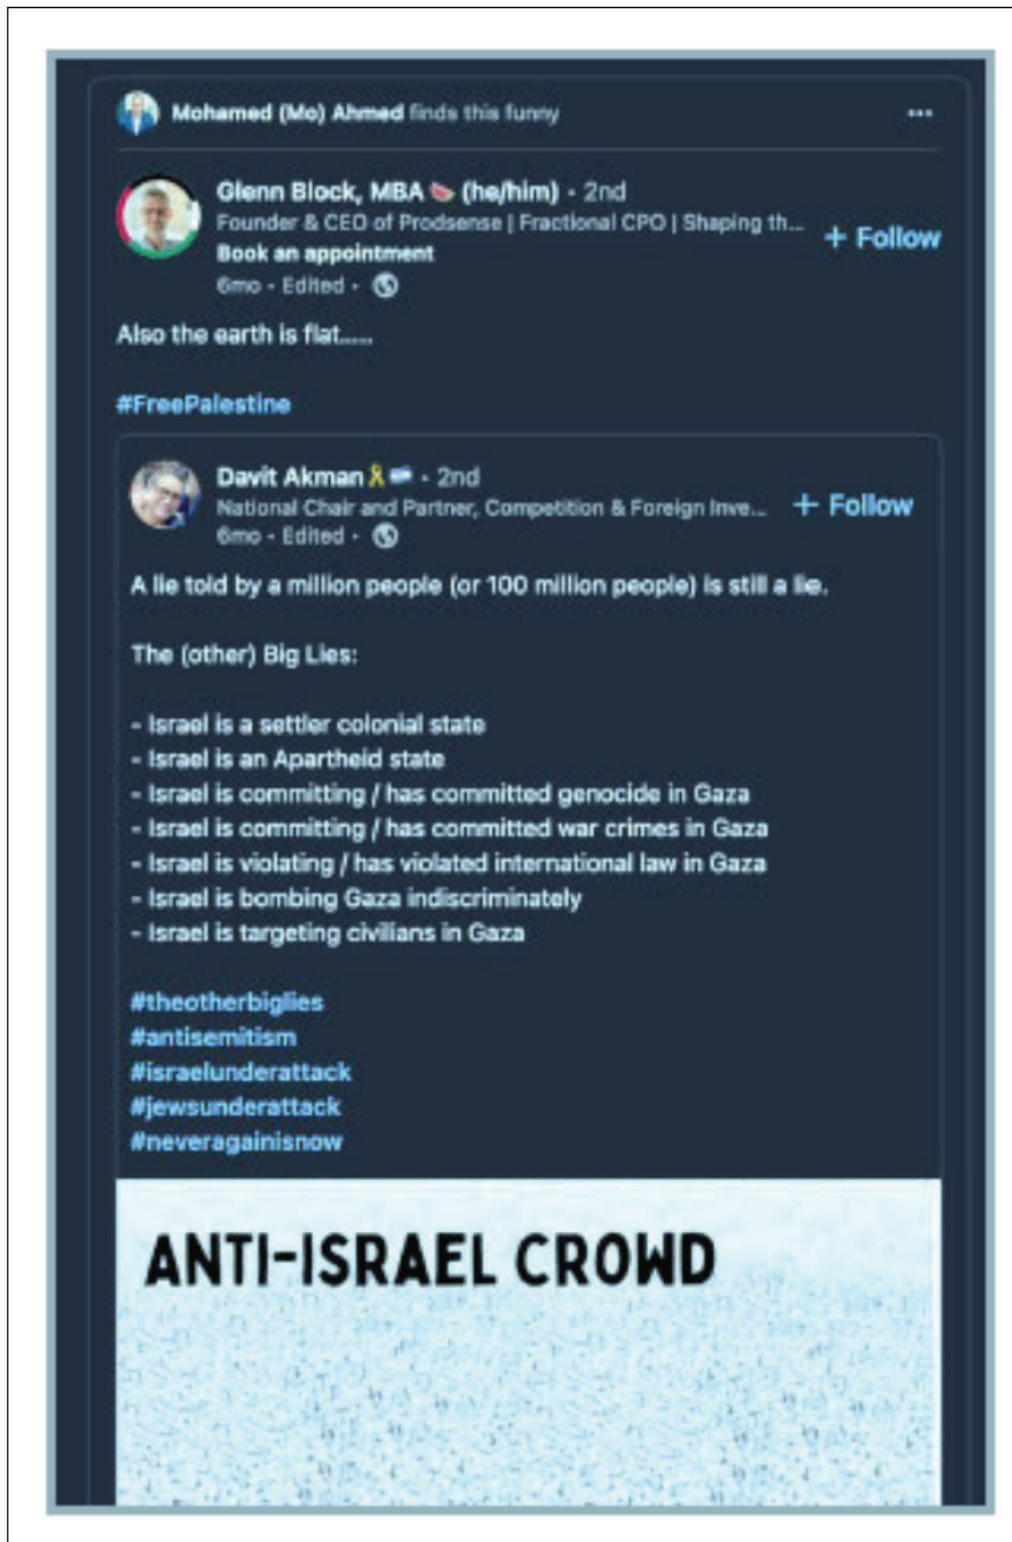 Mohamed (Mo) Ahmed finds this funny
Glenn Block, MBA 🍉 (he/him) • 2nd
Founder & CEO of Prodsense | Fractional CPO | Shaping th...
+ Follow
Book an appointment
6mo • Edited •
Also the earth is flat.....
#FreePalestine
Davit Akman 🎗️ 🇮🇱 • 2nd
National Chair and Partner, Competition & Foreign Inve...
+ Follow
6mo • Edited •
A lie told by a million people (or 100 million people) is still a lie.
The (other) Big Lies:
- Israel is a settler colonial state
- Israel is an Apartheid state
- Israel is committing / has committed genocide in Gaza
- Israel is committing / has committed war crimes in Gaza
- Israel is violating / has violated international law in Gaza
- Israel is bombing Gaza indiscriminately
- Israel is targeting civilians in Gaza
#theotherbiglies
#antisemitism
#israelunderattack
#jewsunderattack
#neveragainisnow
ANTI-ISRAEL CROWD